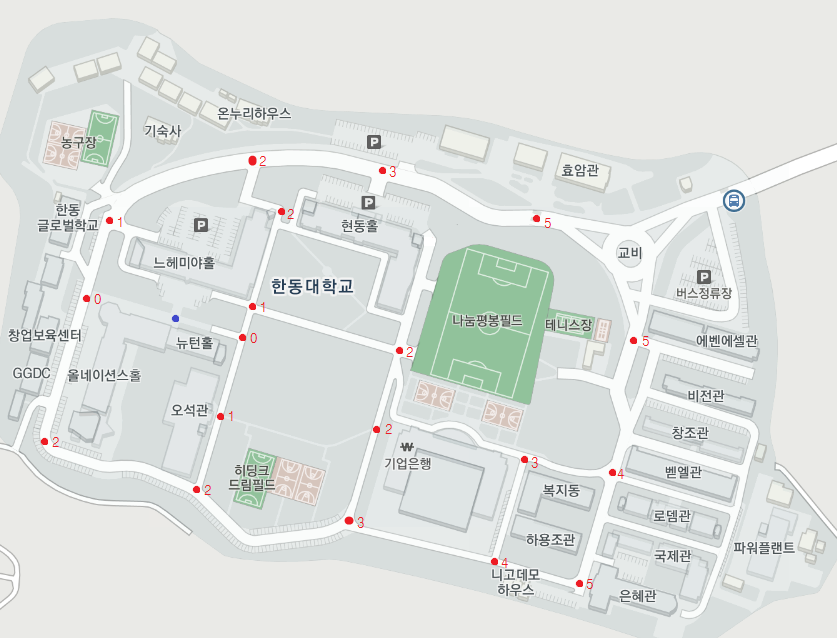 온누리하우스
기숙사
농구장
P
2
3
효암관
한동
글로벌학교
1
P
P
2
현동홀
5
교비
느헤미야홀
한동대학교
P
버스정류장
0
1
나눔평봉필드
테니스장
창업보육센터
뉴턴홀
0
2
5
에벤에셀관
GGDC
올네이션스홀
비전관
오석관
1
2
창조관
2
₩
기업은행
3
4
벧엘관
히딩크
드림필드
2
복지동
로뎀관
3
하용조관
국제관
파워플랜트
4
니고데모
하우스
5
은혜관